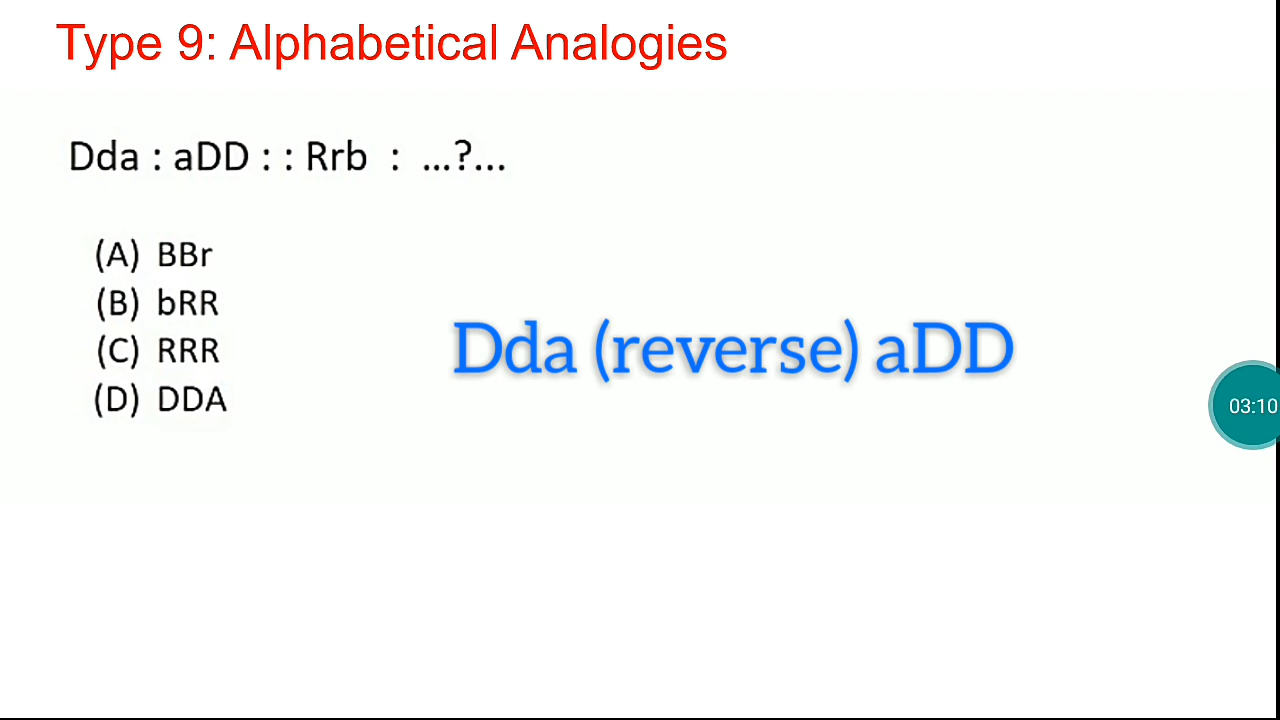 Type 9: Alphabetical Analogies
Dda : aDD : : Rrb : ...?...
(A) BBr
(B) bRR
(C) RRR
(D) DDA
Dda (reverse) aDD
03:10